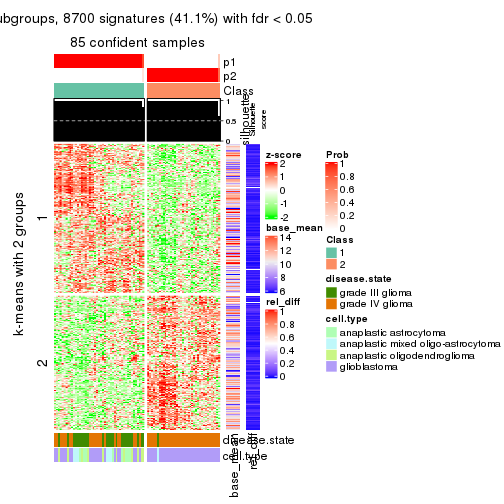 ubgroups, 8700 signatures (41.1%) with fdr < 0.05
85 confident samples
p1
p2
Class
1
0.5
0
silhouette
Silhouette
score
k-means with 2 groups
1
2
z-score
2
1
0
-1
-2
base_mean
14
12
10
8
6
rel_diff
1
0.8
0.6
0.4
0.2
0
Prob
1
0.8
0.6
0.4
0.2
0
Class
1
2
disease.state
grade III glioma
grade IV glioma
cell.type
anaplastic astrocytoma
anaplastic mixed oligo-astrocytoma
anaplastic oligodendroglioma
glioblastoma
disease.state
cell.type
base_mean
rel_diff